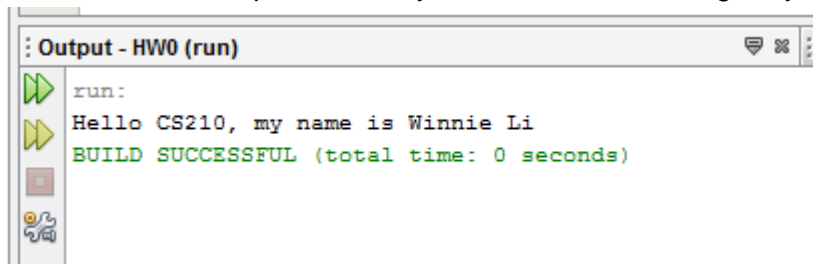 Output - HW0 (run)
run:
Hello CS210, my name is Winnie Li
BUILD SUCCESSFUL (total time: 0 seconds)